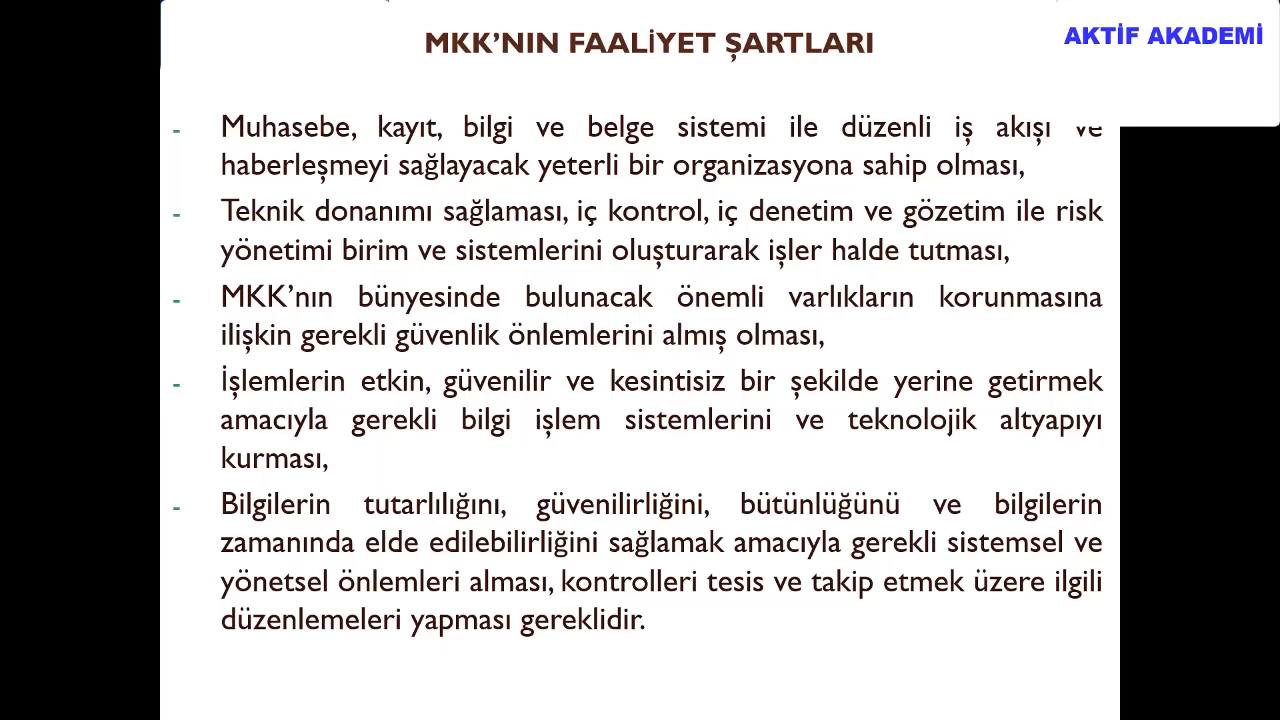 MKK’NIN FAALİYET ŞARTLARI
AKTİF AKADEMİ
- Muhasebe, kayıt, bilgi ve belge sistemi ile düzenli iş akışı ve
haberleşmeyi sağlayacak yeterli bir organizasyona sahip olması,
- Teknik donanımı sağlaması, iç kontrol, iç denetim ve gözetim ile risk
yönetimi birim ve sistemlerini oluşturarak işler halde tutması,
- MKK’nın bünyesinde bulunacak önemli varlıkların korunmasına
ilişkin gerekli güvenlik önlemlerini almış olması,
- İşlemlerin etkin, güvenilir ve kesintisiz bir şekilde yerine getirmek
amacıyla gerekli bilgi işlem sistemlerini ve teknolojik altyapıyı
kurması,
- Bilgilerin tutarlılığını, güvenilirliğini, bütünlüğünü ve bilgilerin
zamanında elde edilebilirliğini sağlamak amacıyla gerekli sistemsel ve
yönetsel önlemleri alması, kontrolleri tesis ve takip etmek üzere ilgili
düzenlemeleri yapması gereklidir.